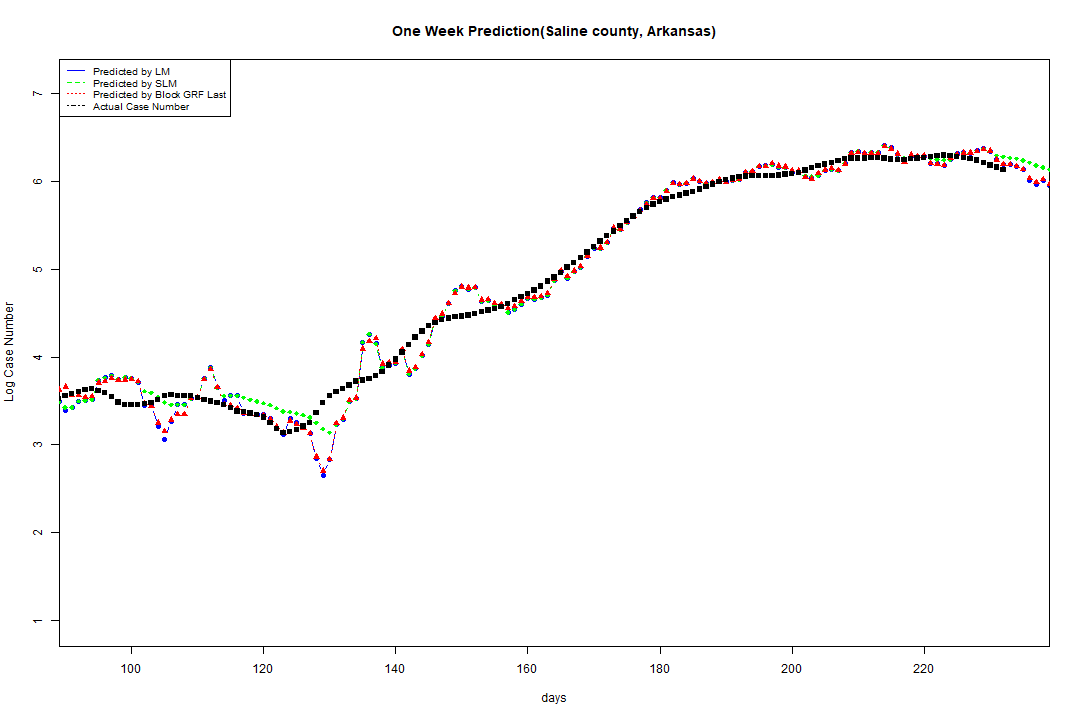 One Week Prediction(Saline county, Arkansas)
Predicted by LM
Predicted by SLM
Predicted by Block GRF Last
Actual Case Number
7
6
5
4
3
2
1
Log Case Number
100 120 140 160 180 200 220
days